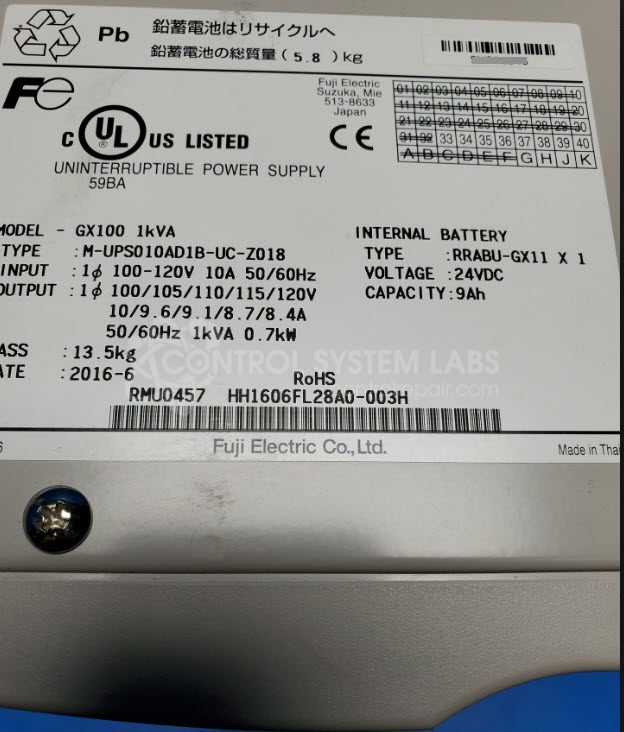 Pb
鉛蓄電池はリサイクルへ
鉛蓄電池の総質量 ( 5.8 ) kg
Fe
Fuji Electric
Suzuka, Mie
513-8633
Japan
C UL US LISTED
CE
01 02 03 04 05 06 07 08 09 10
11 12 13 14 15 16 17 18 19 20
21 22 23 24 25 26 27 28 29 30
31 32 33 34 35 36 37 38 39 40
A B C D E F G H J K
UNINTERRUPTIBLE POWER SUPPLY
59BA
MODEL - GX100 1kVA
TYPE : M-UPS010AD1B-UC-Z018
INPUT : 1φ 100-120V 10A 50/60Hz
OUTPUT : 1φ 100/105/110/115/120V
10/9.6/9.1/8.7/8.4A
50/60Hz 1kVA 0.7kW
ASS : 13.5kg
ATE : 2016-6
INTERNAL BATTERY
TYPE :RRABU-GX11 X 1
VOLTAGE :24VDC
CAPACITY:9Ah
CONTROL SYSTEM LABS
controlrepair.com
RoHS
RMU0457 HH1606FL28A0-003H
6
Fuji Electric Co.,Ltd.
Made in Thai